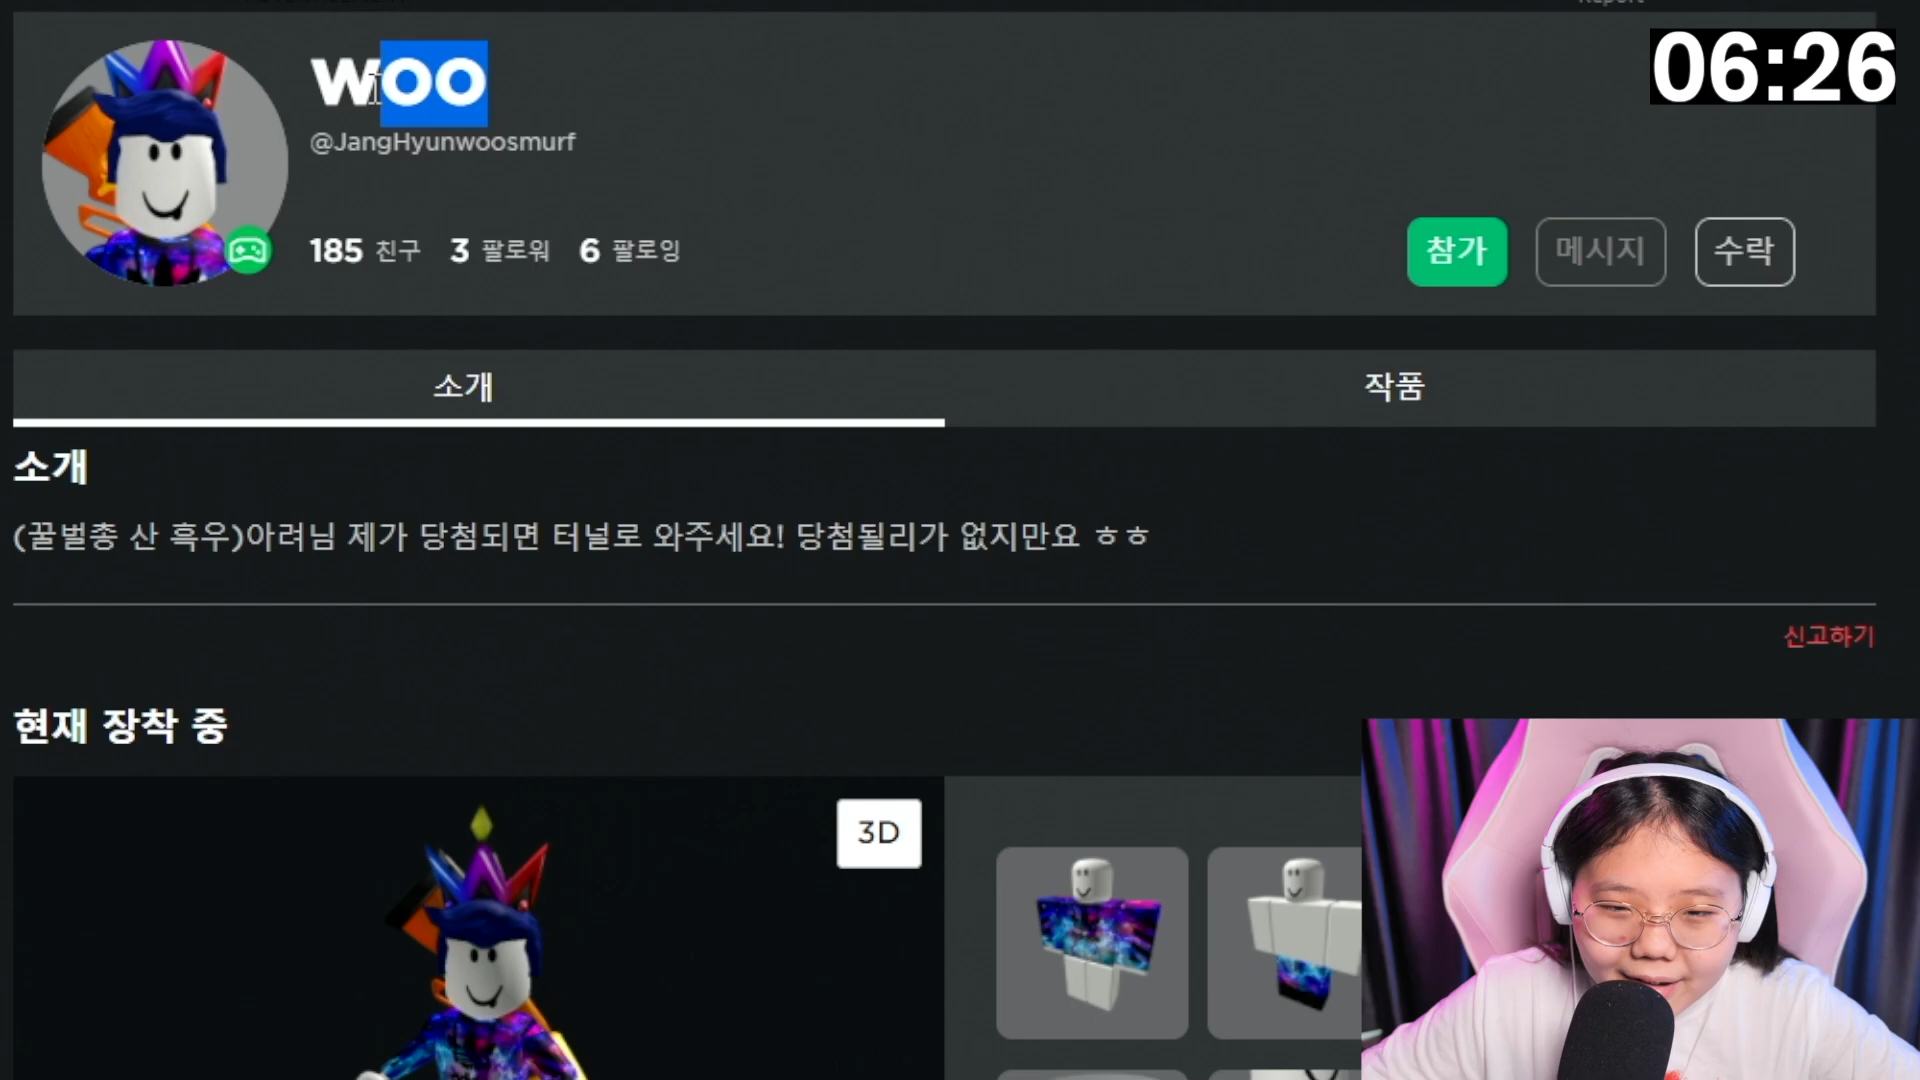 Report
woo
06:26
@JangHyunwoosmurf
185 친구 3 팔로워 6 팔로잉
참가 메시지 수락
소개 작품
소개
(꿀벌총 산 흑우)아려님 제가 당첨되면 터널로 와주세요! 당첨될리가 없지만요 ㅎㅎ
신고하기
현재 장착 중
3D